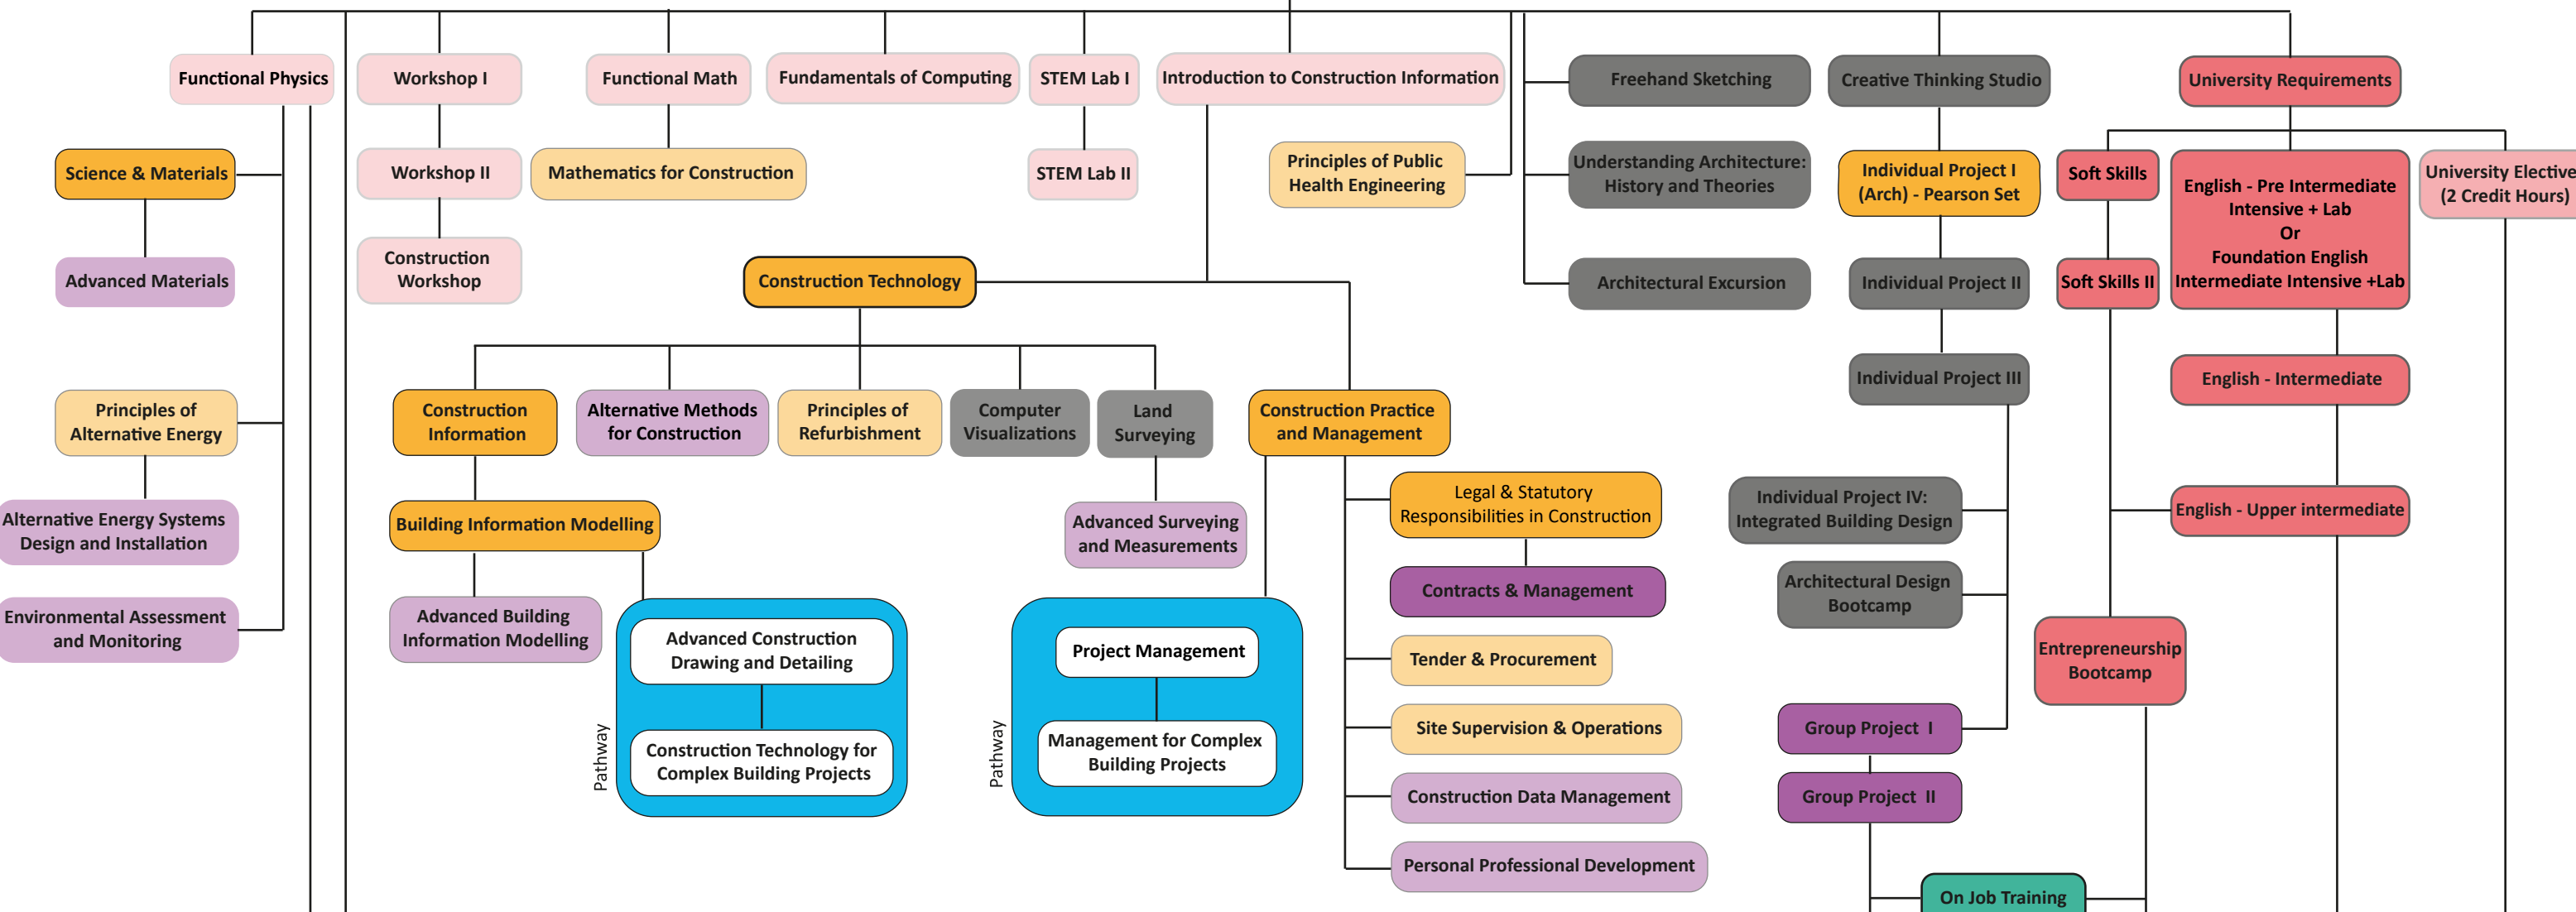 Functional Physics
Workshop I
Functional Math
Fundamentals of Computing
STEM Lab I
Introduction to Construction Information
Freehand Sketching
Creative Thinking Studio
University Requirements
Science & Materials
Workshop II
Mathematics for Construction
STEM Lab II
Principles of Public
Health Engineering
Understanding Architecture:
History and Theories
Individual Project I
(Arch) - Pearson Set
Soft Skills
English - Pre Intermediate
Intensive + Lab
Or
Foundation English
Intermediate Intensive +Lab
University Elective
(2 Credit Hours)
Advanced Materials
Construction
Workshop
Construction Technology
Architectural Excursion
Individual Project II
Soft Skills II
Individual Project III
English - Intermediate
Principles of
Alternative Energy
Construction
Information
Alternative Methods
for Construction
Principles of
Refurbishment
Computer
Visualizations
Land
Surveying
Construction Practice
and Management
Legal & Statutory
Responsibilities in Construction
Individual Project IV:
Integrated Building Design
English - Upper intermediate
Alternative Energy Systems
Design and Installation
Building Information Modelling
Advanced Surveying
and Measurements
Contracts & Management
Architectural Design
Bootcamp
Environmental Assessment
and Monitoring
Advanced Building
Information Modelling
Pathway
Advanced Construction
Drawing and Detailing
Construction Technology for
Complex Building Projects
Pathway
Project Management
Management for Complex
Building Projects
Tender & Procurement
Entrepreneurship
Bootcamp
Site Supervision & Operations
Group Project I
Construction Data Management
Group Project II
Personal Professional Development
On Job Training